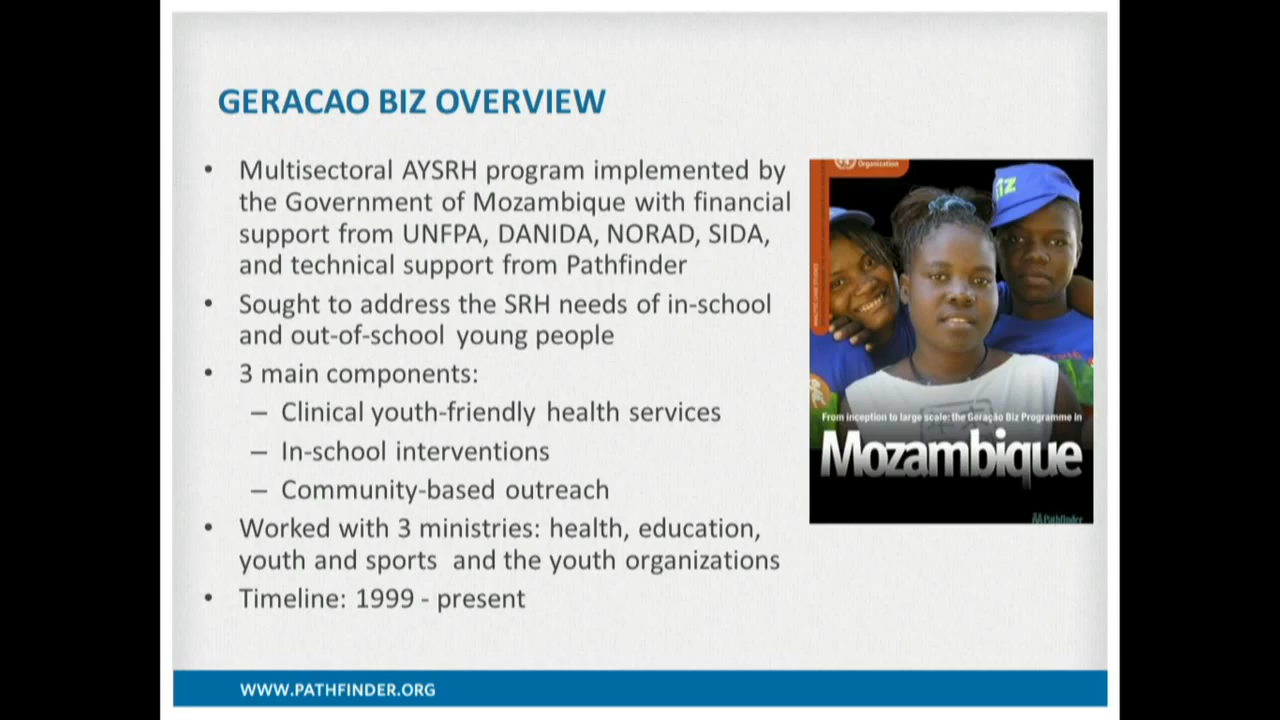 GERACAO BIZ OVERVIEW
• Multisectoral AYSRH program implemented by
the Government of Mozambique with financial
support from UNFPA, DANIDA, NORAD, SIDA,
and technical support from Pathfinder
• Sought to address the SRH needs of in-school
and out-of-school young people
• 3 main components:
– Clinical youth-friendly health services
– In-school interventions
– Community-based outreach
• Worked with 3 ministries: health, education,
youth and sports and the youth organizations
• Timeline: 1999 - present
Organization
From inception to large scale: the Geração Biz Programme in
Mozambique
Pathfinder
WWW.PATHFINDER.ORG